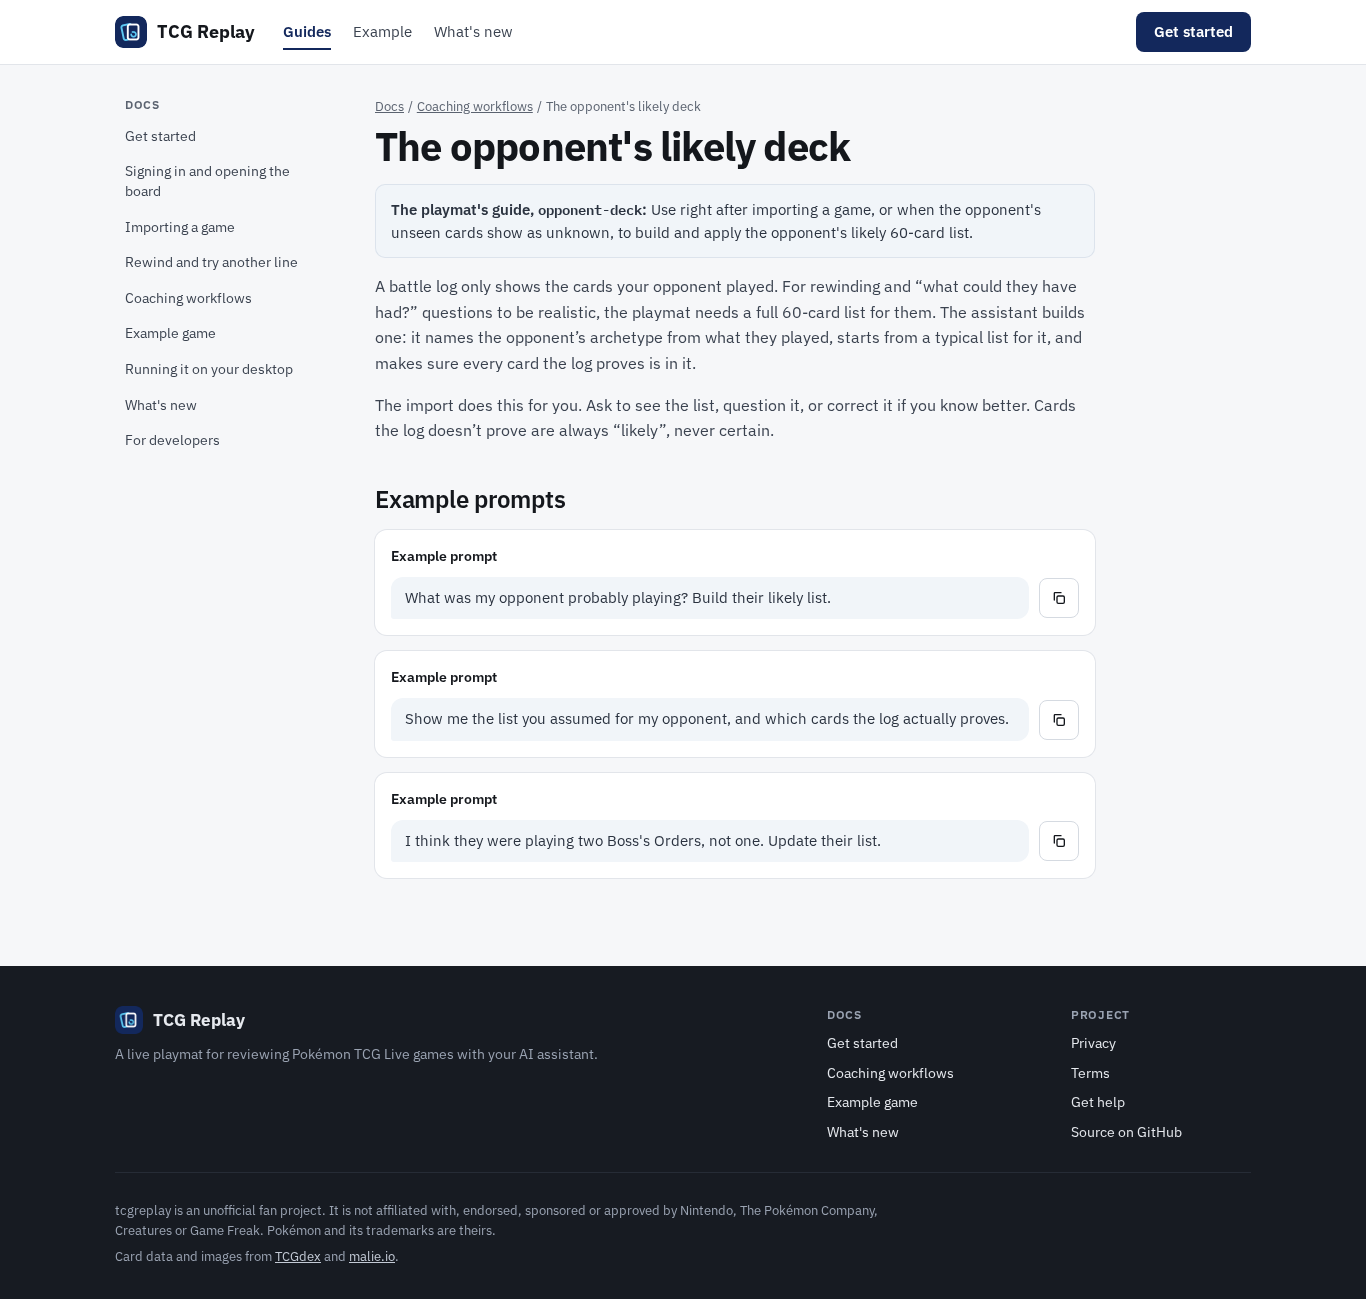 TCG Replay
Guides
Example
What's new
Get started
DOCS
Get started
Signing in and opening the
board
Importing a game
Rewind and try another line
Coaching workflows
Example game
Running it on your desktop
What's new
For developers
Docs / Coaching workflows / The opponent's likely deck
The opponent's likely deck
The playmat's guide, opponent-deck: Use right after importing a game, or when the opponent's
unseen cards show as unknown, to build and apply the opponent's likely 60-card list.
A battle log only shows the cards your opponent played. For rewinding and “what could they have
had?” questions to be realistic, the playmat needs a full 60-card list for them. The assistant builds
one: it names the opponent’s archetype from what they played, starts from a typical list for it, and
makes sure every card the log proves is in it.
The import does this for you. Ask to see the list, question it, or correct it if you know better. Cards
the log doesn’t prove are always “likely”, never certain.
Example prompts
Example prompt
What was my opponent probably playing? Build their likely list.
Example prompt
Show me the list you assumed for my opponent, and which cards the log actually proves.
Example prompt
I think they were playing two Boss's Orders, not one. Update their list.
TCG Replay
A live playmat for reviewing Pokémon TCG Live games with your AI assistant.
DOCS
Get started
Coaching workflows
Example game
What's new
PROJECT
Privacy
Terms
Get help
Source on GitHub
tcgreplay is an unofficial fan project. It is not affiliated with, endorsed, sponsored or approved by Nintendo, The Pokémon Company,
Creatures or Game Freak. Pokémon and its trademarks are theirs.
Card data and images from TCGdex and malie.io.